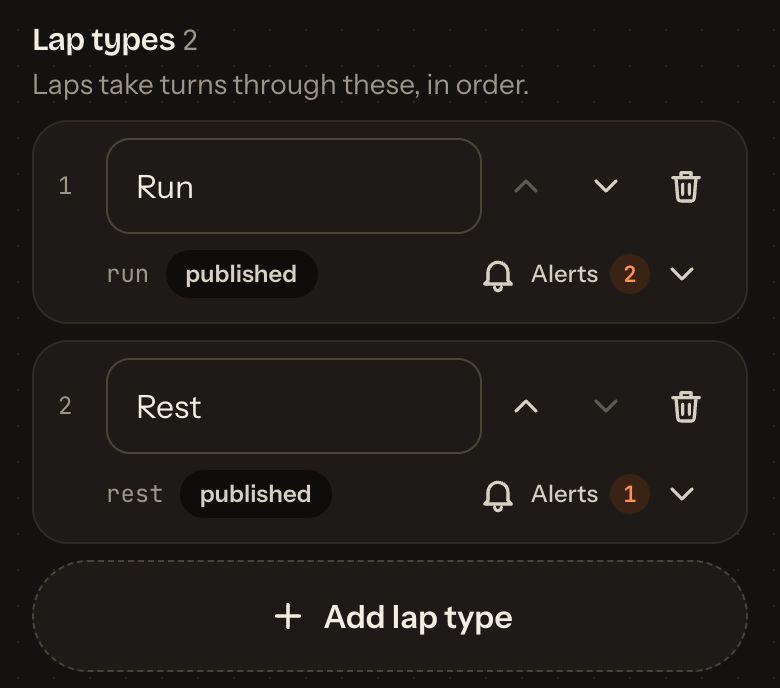 Lap types 2
Laps take turns through these, in order.
1 Run
run published Alerts 2
2 Rest
rest published Alerts 1
+ Add lap type